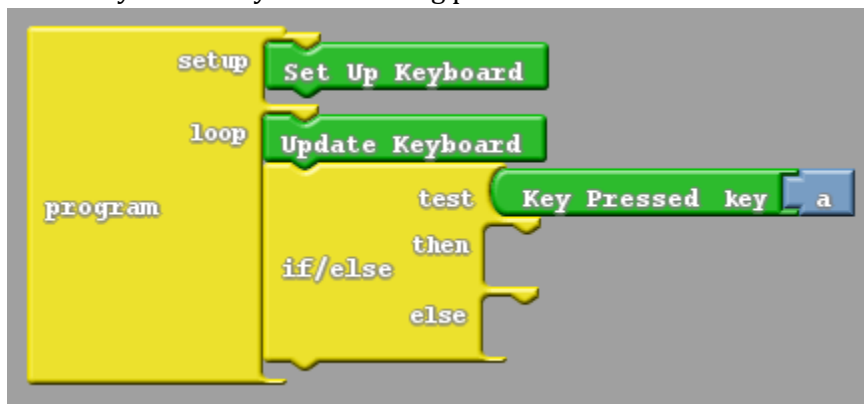 setup
Set Up Keyboard
loop
Update Keyboard
program
test
Key Pressed key a
then
if/else
else